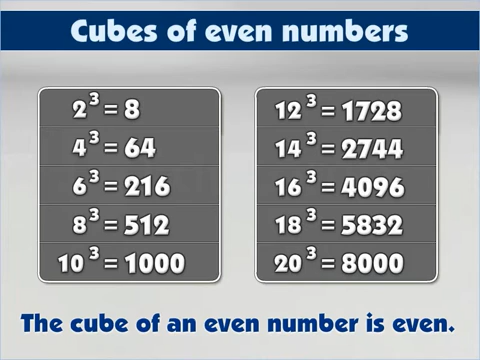 Cubes of even numbers
2³ = 8
4³ = 64
6³ = 216
8³ = 512
10³ = 1000
12³ = 1728
14³ = 2744
16³ = 4096
18³ = 5832
20³ = 8000
The cube of an even number is even.